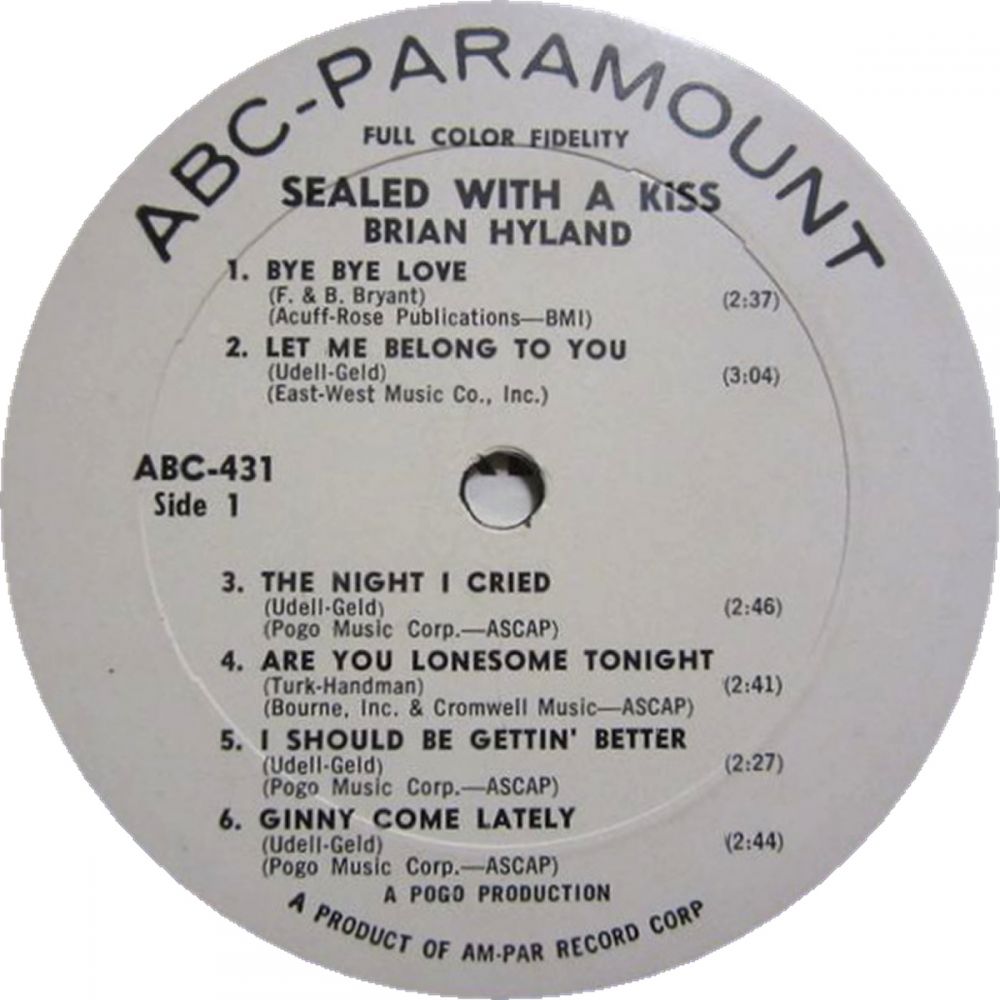 ABC-PARAMOUNT
FULL COLOR FIDELITY
SEALED WITH A KISS
BRIAN HYLAND
1. BYE BYE LOVE
(F. & B. Bryant) (2:37)
(Acuff-Rose Publications—BMI)
2. LET ME BELONG TO YOU
(Udell-Geld) (3:04)
(East-West Music Co., Inc.)
ABC-431
Side 1
3. THE NIGHT I CRIED
(Udell-Geld) (2:46)
(Pogo Music Corp.—ASCAP)
4. ARE YOU LONESOME TONIGHT
(Turk-Handman) (2:41)
(Bourne, Inc. & Cromwell Music—ASCAP)
5. I SHOULD BE GETTIN' BETTER
(Udell-Geld) (2:27)
(Pogo Music Corp.—ASCAP)
6. GINNY COME LATELY
(Udell-Geld) (2:44)
(Pogo Music Corp.—ASCAP)
A POGO PRODUCTION
A PRODUCT OF AM-PAR RECORD CORP